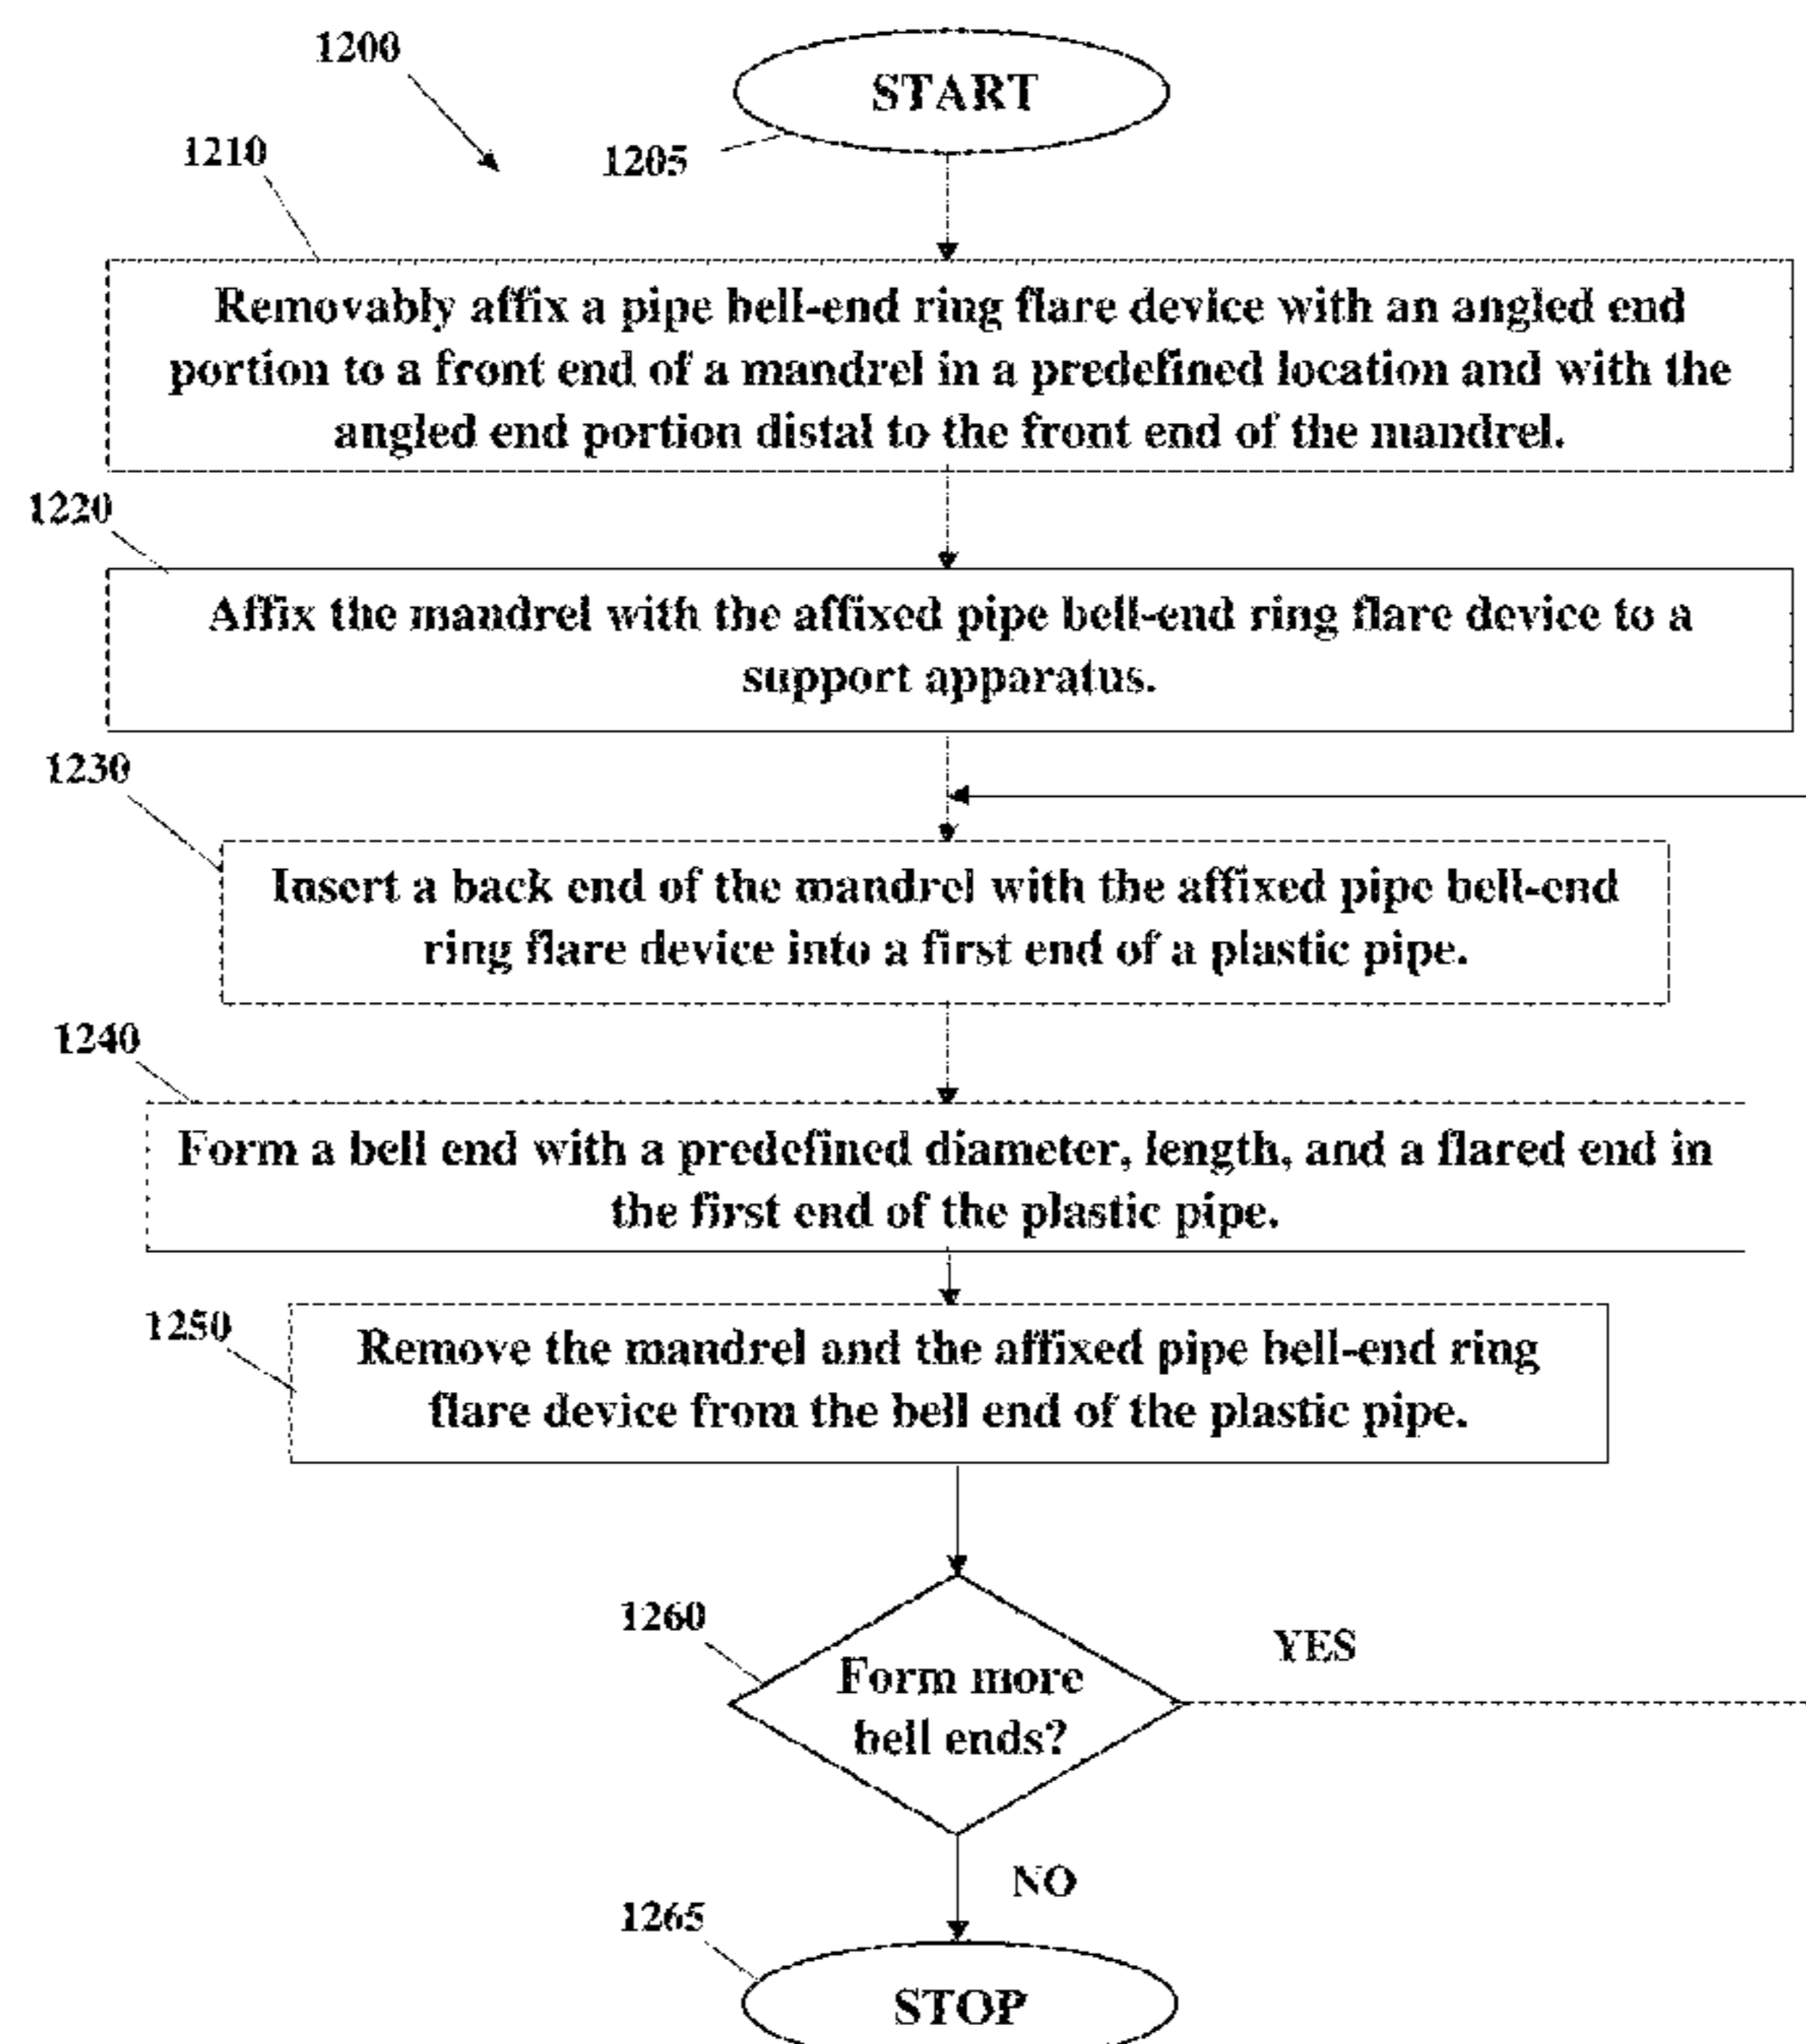 1200
START
1205
1210
Removably affix a pipe bell-end ring flare device with an angled end
portion to a front end of a mandrel in a predefined location and with the
angled end portion distal to the front end of the mandrel.
1220
Affix the mandrel with the affixed pipe bell-end ring flare device to a
support apparatus.
1230
Insert a back end of the mandrel with the affixed pipe bell-end
ring flare device into a first end of a plastic pipe.
1240
Form a bell end with a predefined diameter, length, and a flared end in
the first end of the plastic pipe.
1250
Remove the mandrel and the affixed pipe bell-end ring
flare device from the bell end of the plastic pipe.
1260
Form more
bell ends?
YES
NO
1265
STOP